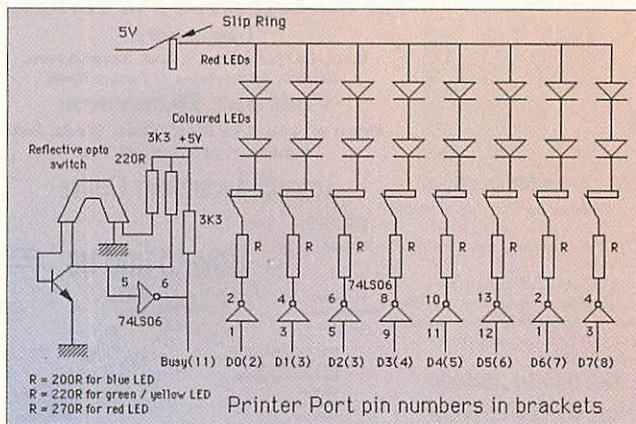 Slip Ring
5V
Red LEDs
Coloured LEDs
3K3
+5V
Reflective opto
switch
220R
3K3
R R R R R R R R
74LS06
5 6
2 4 6 8 10 13 2 4
74LS06
1 3 5 9 11 12 1 3
Busy(11) D0(2) D1(3) D2(3) D3(4) D4(5) D5(6) D6(7) D7(8)
R = 200R for blue LED
R = 220R for green / yellow LED
R = 270R for red LED
Printer Port pin numbers in brackets